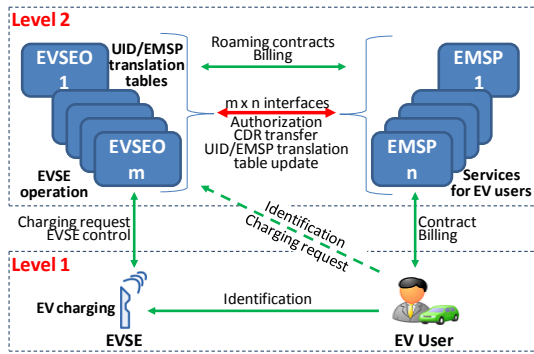 Level 2
EVSEO
1
UID/EMSP
translation
tables
Roaming contracts
Billing
EMSP
1
m x n interfaces
Authorization
CDR transfer
UID/EMSP translation
table update
EVSEO
m
EVSE
operation
EMSP
n
Services
for EV users
Charging request
EVSE control
Identification
Charging request
Contract
Billing
Level 1
EV charging
EVSE
Identification
EV User